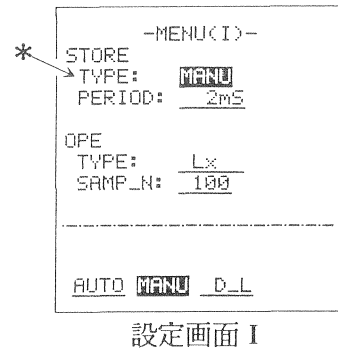 -MENU(I)-
* STORE
TYPE: MANU
PERIOD: 2mS
OPE
TYPE: Lx
SAMP_N: 100
AUTO MANU D_L
設定画面 I